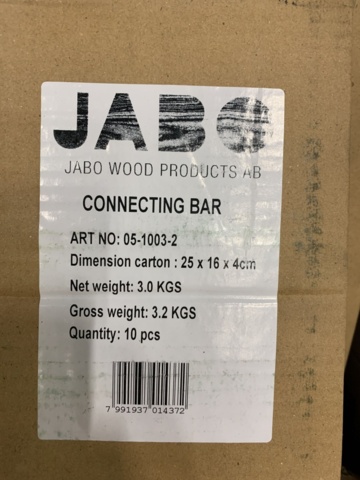 JABO
JABO WOOD PRODUCTS AB
CONNECTING BAR
ART NO: 05-1003-2
Dimension carton : 25 x 16 x 4cm
Net weight: 3.0 KGS
Gross weight: 3.2 KGS
Quantity: 10 pcs
7 991937 014372